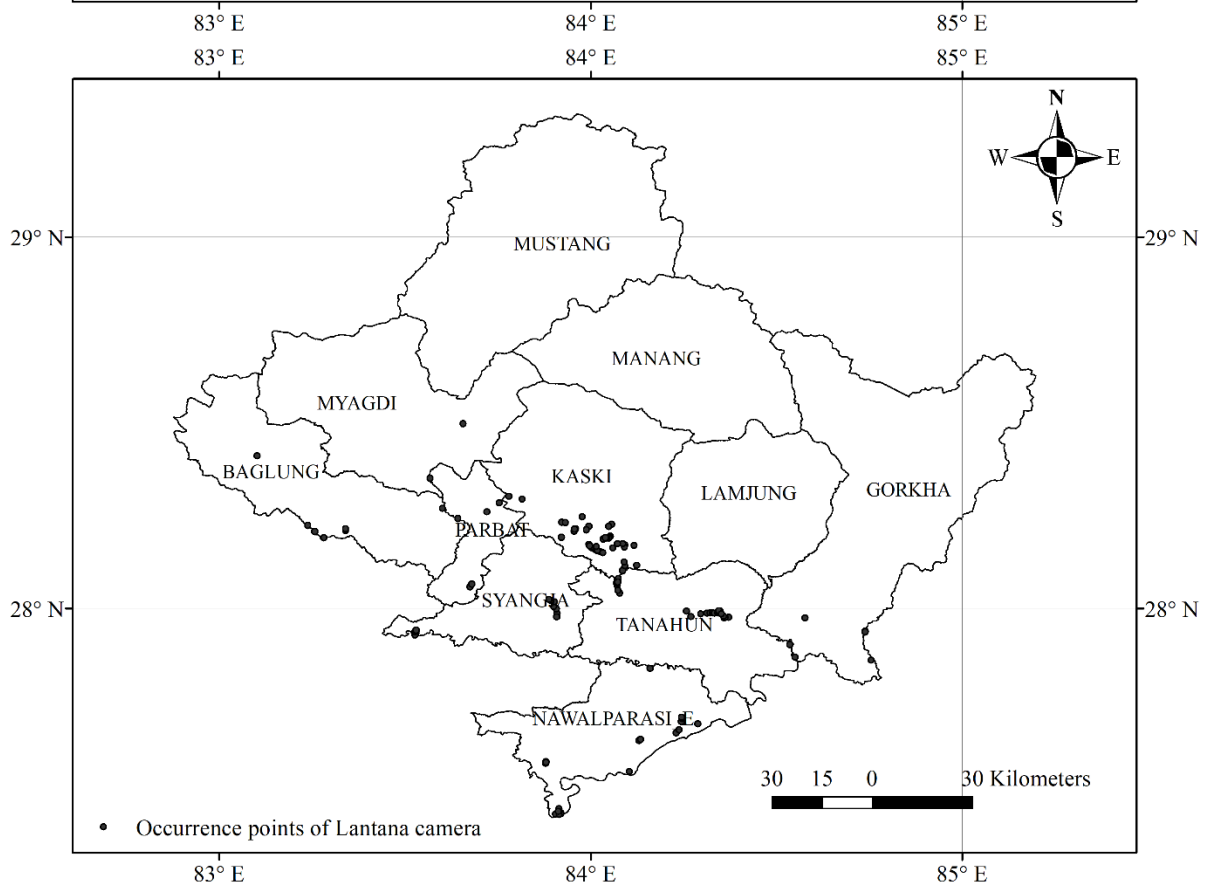 83° E 84° E 85° E
83° E 84° E 85° E
N
W E
S
29° N 29° N
MUSTANG
MANANG
MYAGDI
BAGLUNG
KASKI
LAMJUNG
GORKHA
PARBAT
SYANGJA
TANAHUN
28° N 28° N
NAWALPARASI_E
30 15 0 30 Kilometers
Occurrence points of Lantana camera
83° E 84° E 85° E